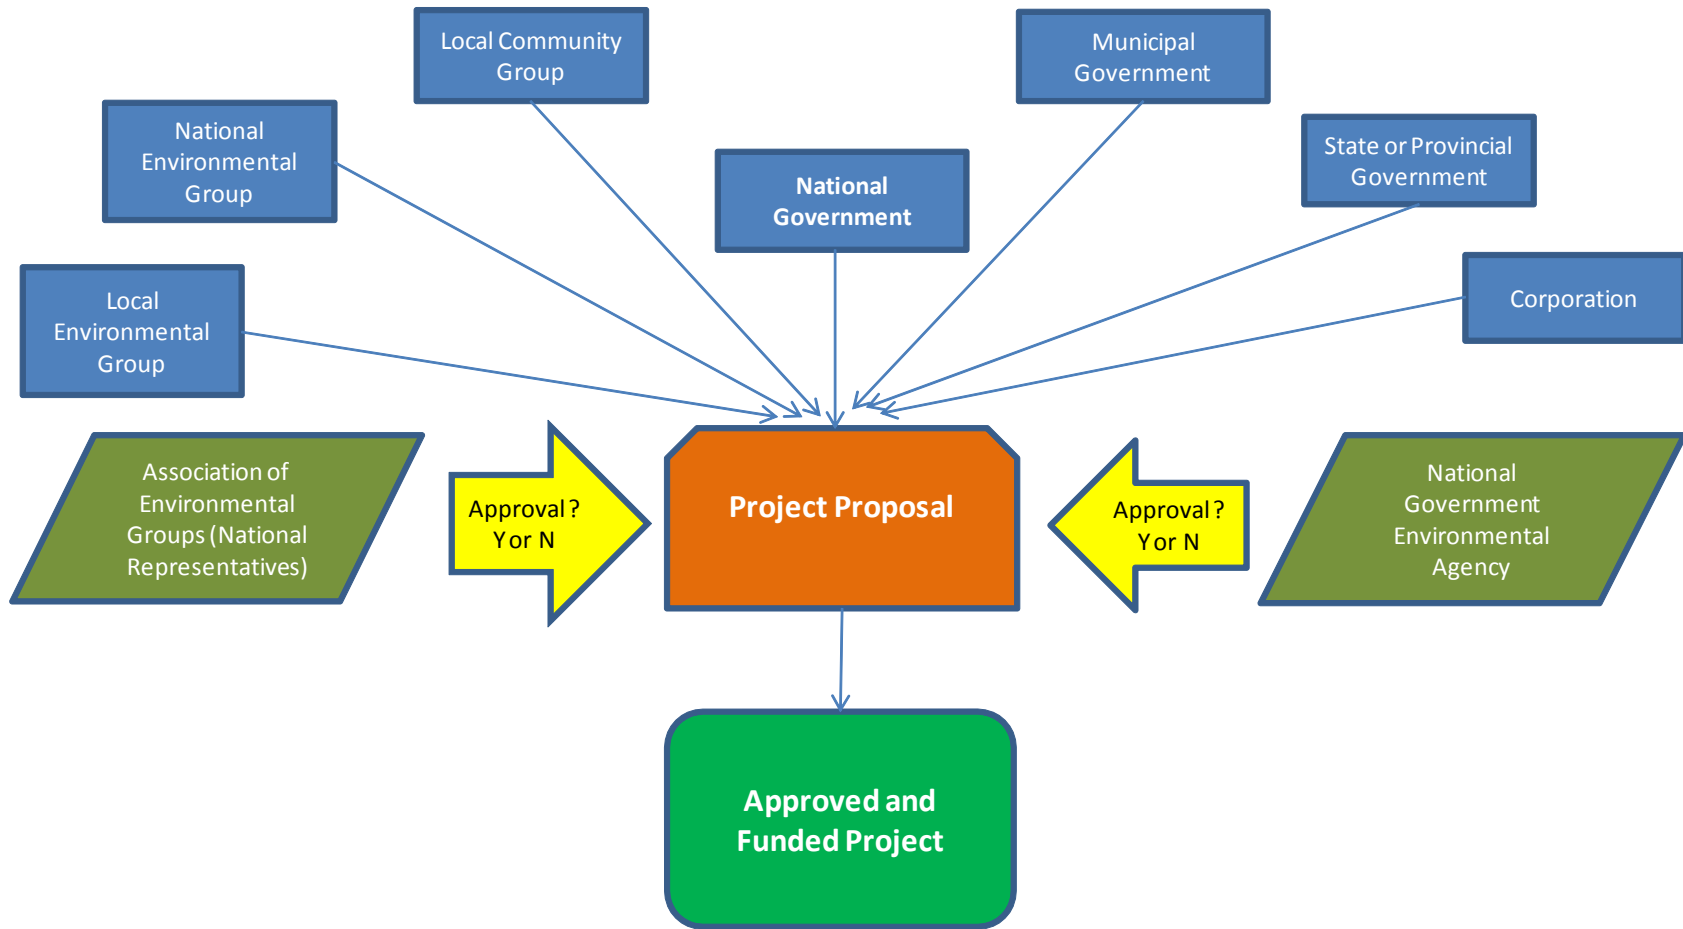 Local Community
Group
Municipal
Government
National
Environmental
Group
State or Provincial
Government
National
Government
Local
Environmental
Group
Corporation
Association of
Environmental
Groups (National
Representatives)
Approval?
Y or N
Project Proposal
Approval?
Y or N
National
Government
Environmental
Agency
Approved and
Funded Project